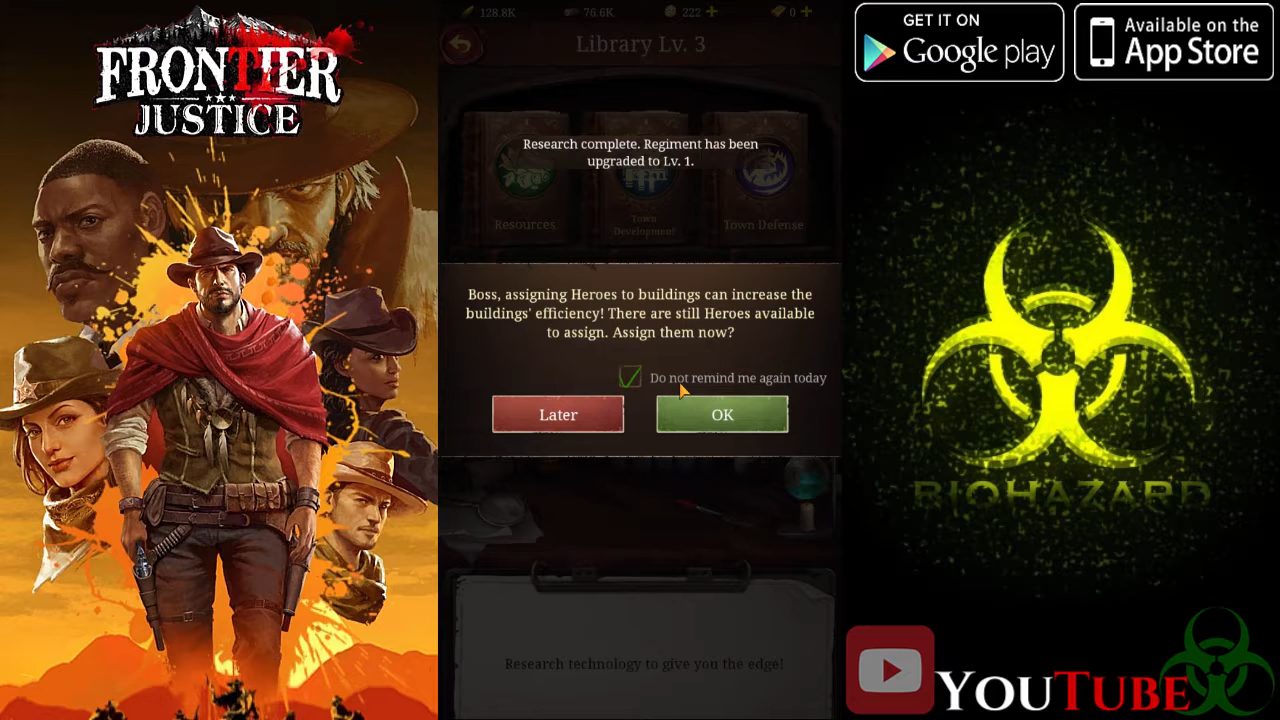 FRONTIER
JUSTICE
128.8K
76.6K
222
0
Library Lv. 3
Research complete. Regiment has been
upgraded to Lv. 1.
Resources
Town
Development
Town Defense
Boss, assigning Heroes to buildings can increase the
buildings' efficiency! There are still Heroes available
to assign. Assign them now?
Do not remind me again today
Later
OK
Research technology to give you the edge!
GET IT ON
Google play
Available on the
App Store
BIOHAZARD
YOUTUBE